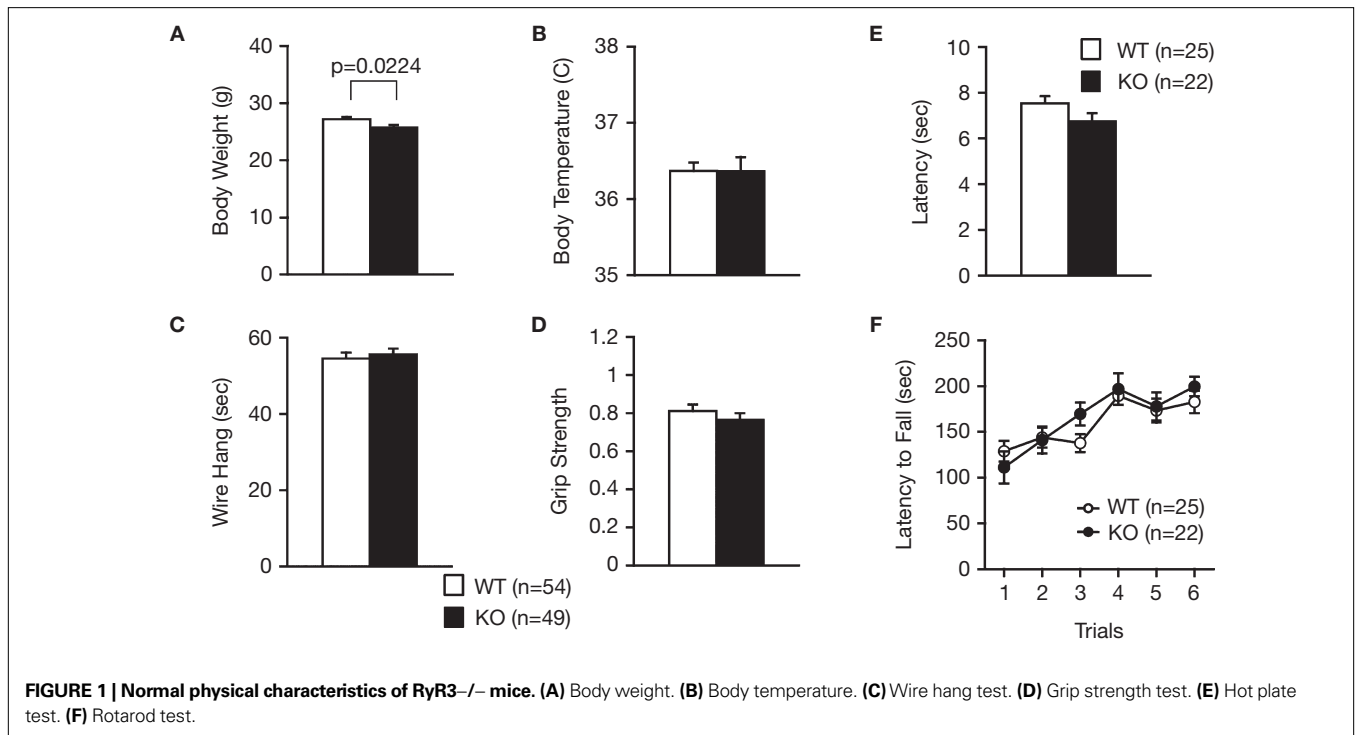 A
40
30
20
10
0
Body Weight (g)
p=0.0224
B
38
37
36
35
Body Temperature (C)
E
10
8
6
4
2
0
Latency (sec)
WT (n=25)
KO (n=22)
C
60
40
20
0
Wire Hang (sec)
WT (n=54)
KO (n=49)
D
1.2
1
0.8
0.6
0.4
0.2
0
Grip Strength
F
250
200
150
100
50
0
Latency to Fall (sec)
WT (n=25)
KO (n=22)
1 2 3 4 5 6
Trials
FIGURE 1 | Normal physical characteristics of RyR3−/− mice. (A) Body weight. (B) Body temperature. (C) Wire hang test. (D) Grip strength test. (E) Hot plate
test. (F) Rotarod test.